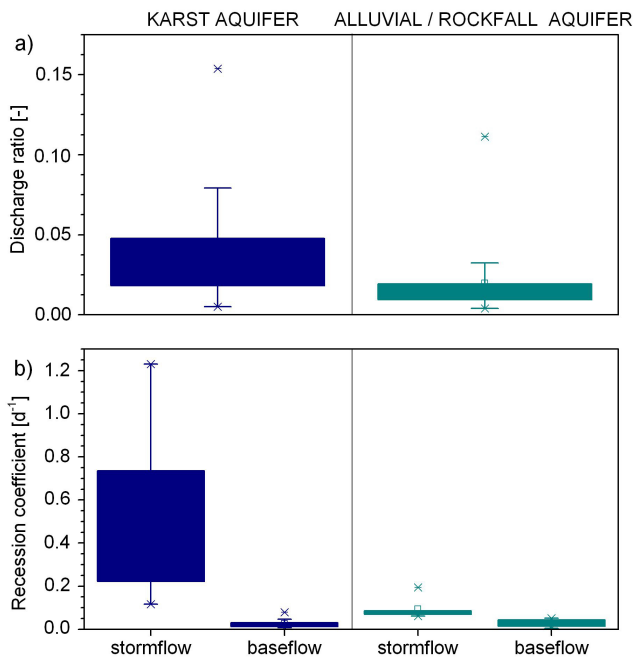 KARST AQUIFER ALLUVIAL / ROCKFALL AQUIFER
a)
Discharge ratio [-]
0.15
0.10
0.05
0.00
b)
Recession coefficient [d⁻¹]
1.2
1.0
0.8
0.6
0.4
0.2
0.0
stormflow baseflow stormflow baseflow